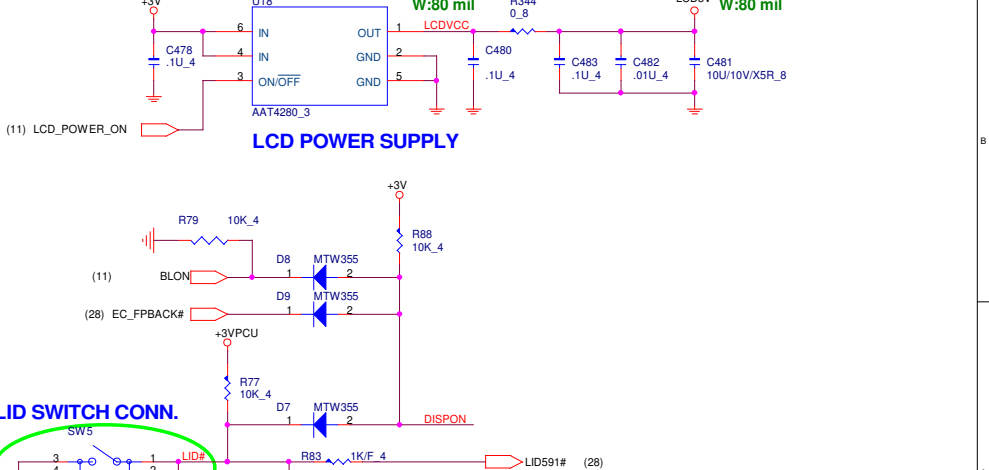 +3V
U18
W:80 mil
R344
0_8
W:80 mil
6 IN OUT 1 LCDVCC
4 IN GND 2
3 ON/OFF GND 5
C478
.1U_4
C480
.1U_4
C483
.1U_4
C482
.01U_4
C481
10U/10V/X5R_8
AAT4280_3
(11) LCD_POWER_ON
LCD POWER SUPPLY
B
+3V
R79 10K_4
R88
10K_4
D8 MTW355
(11) BLON 1 2
D9 MTW355
(28) EC_FPBACK# 1 2
+3VPCU
R77
10K_4
D7 MTW355
1 2 DISPON
LID SWITCH CONN.
SW5
3 1 LID# R83 1K/F_4 LID591# (28)